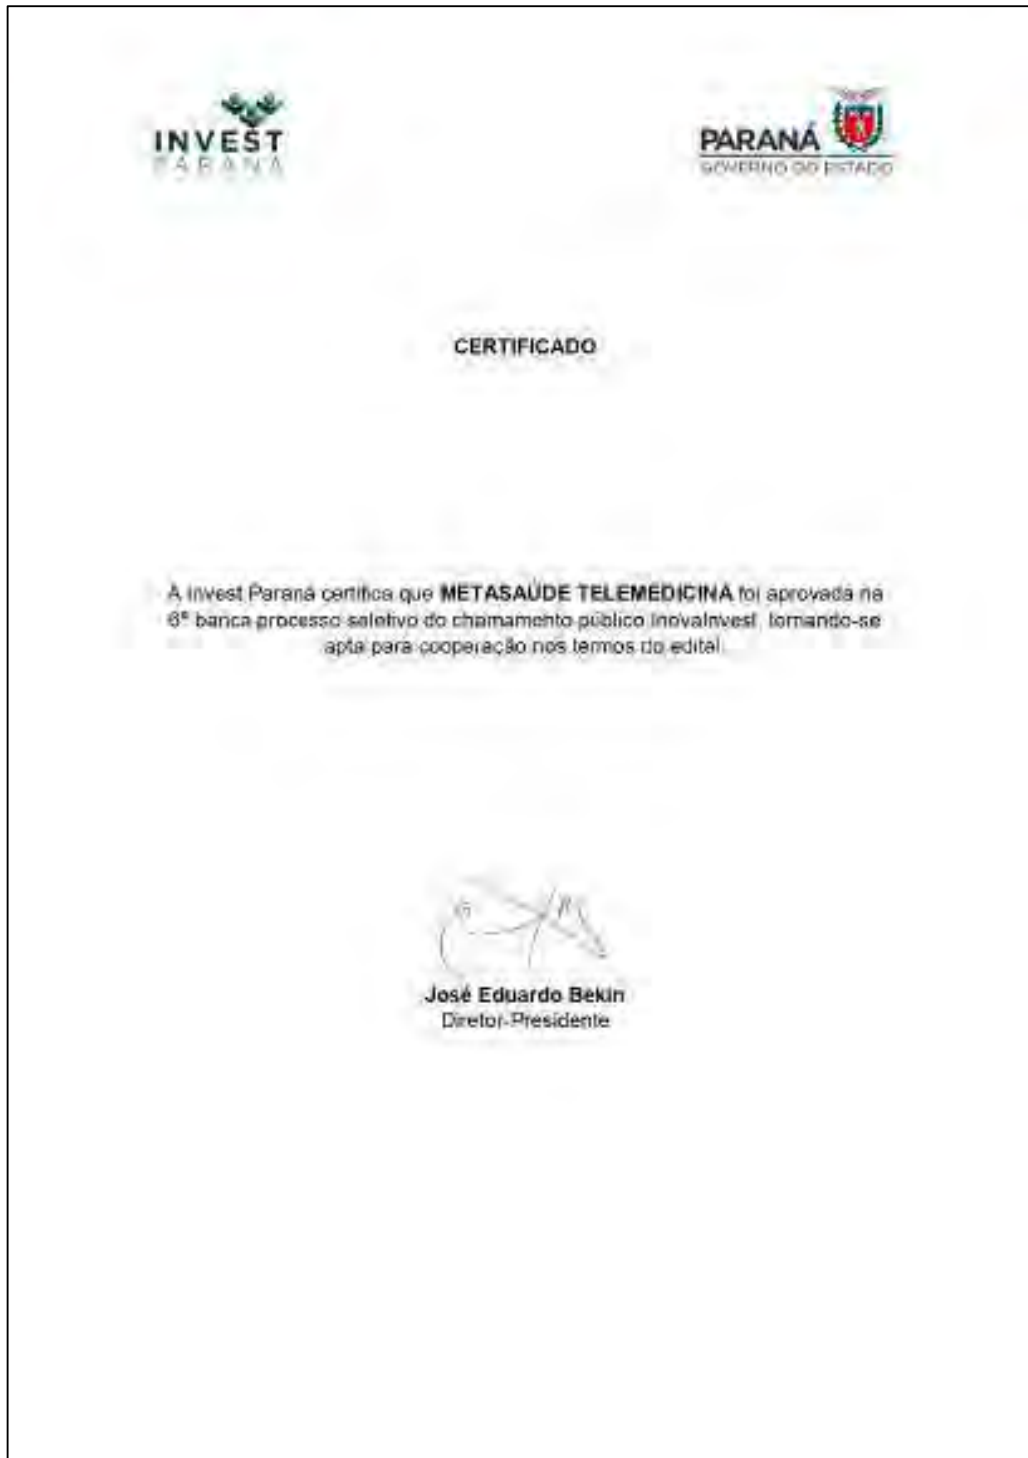 INVEST
PARANÁ
PARANÁ
GOVERNO DO ESTADO
CERTIFICADO
A Invest Paraná certifica que METASAÚDE TELEMEDICINA foi aprovada na
6ª banca processo seletivo do chamamento público InovaInvest, tornando-se
apta para cooperação nos termos do edital.
José Eduardo Bekin
Diretor-Presidente